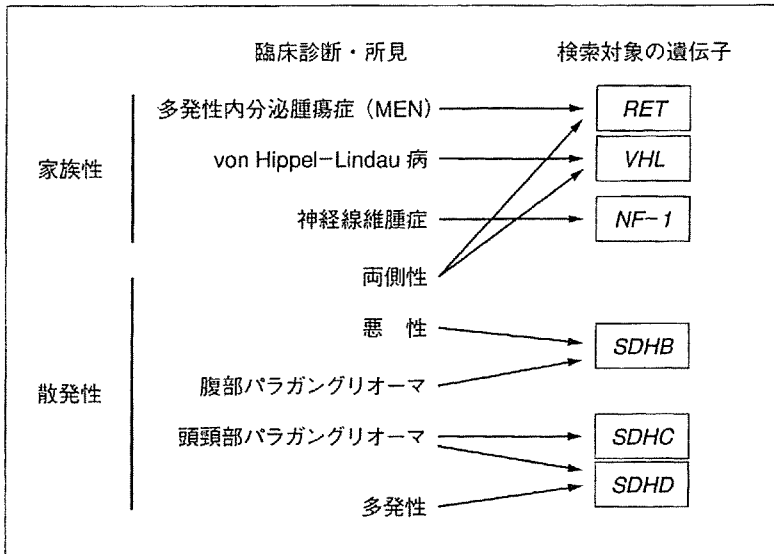 臨床診断・所見 検索対象の遺伝子
家族性
多発性内分泌腫瘍症（MEN） RET
von Hippel-Lindau 病 VHL
神経線維腫症 NF-1
両側性
散発性
悪 性
SDHB
腹部パラガングリオーマ
頭頸部パラガングリオーマ SDHC
SDHD
多発性